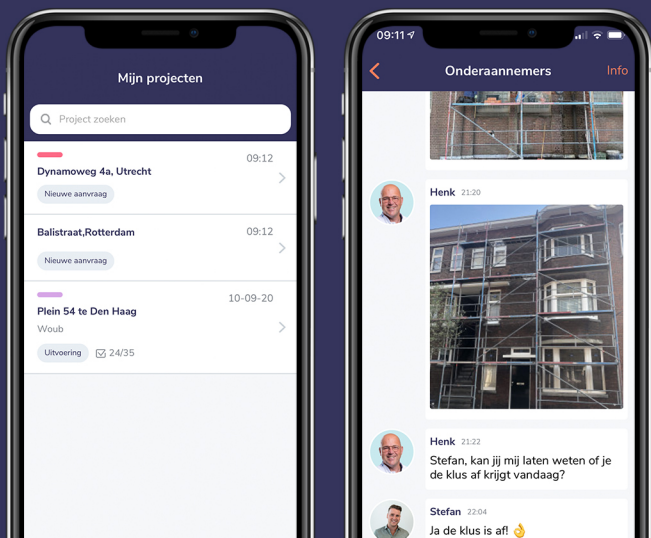 Mijn projecten
Project zoeken
09:12
Dynamoweg 4a, Utrecht
Nieuwe aanvraag
Balistraat,Rotterdam
09:12
Nieuwe aanvraag
10-09-20
Plein 54 te Den Haag
Woub
Uitvoering
24/35
09:11
Onderaannemers
Info
Henk 21:20
Henk 21:22
Stefan, kan jij mij laten weten of je
de klus af krijgt vandaag?
Stefan 22:04
Ja de klus is af! 👌